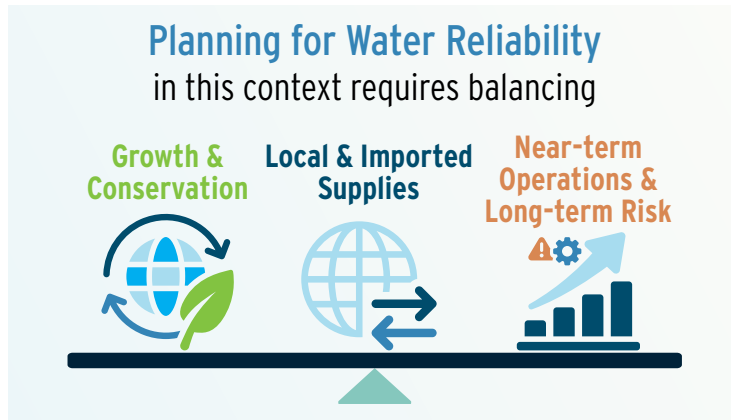 Planning for Water Reliability
in this context requires balancing
Growth &
Conservation
Local & Imported
Supplies
Near-term
Operations &
Long-term Risk